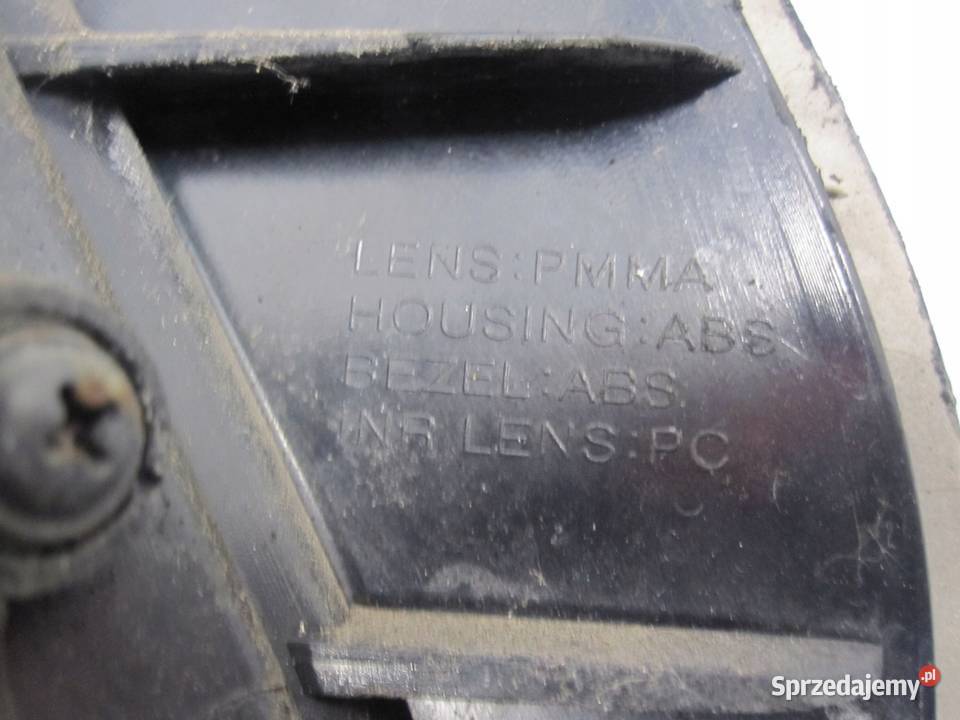 LENS:PMMA
HOUSING:ABS
BEZEL:ABS
INR LENS:PC
Sprzedajemy.pl